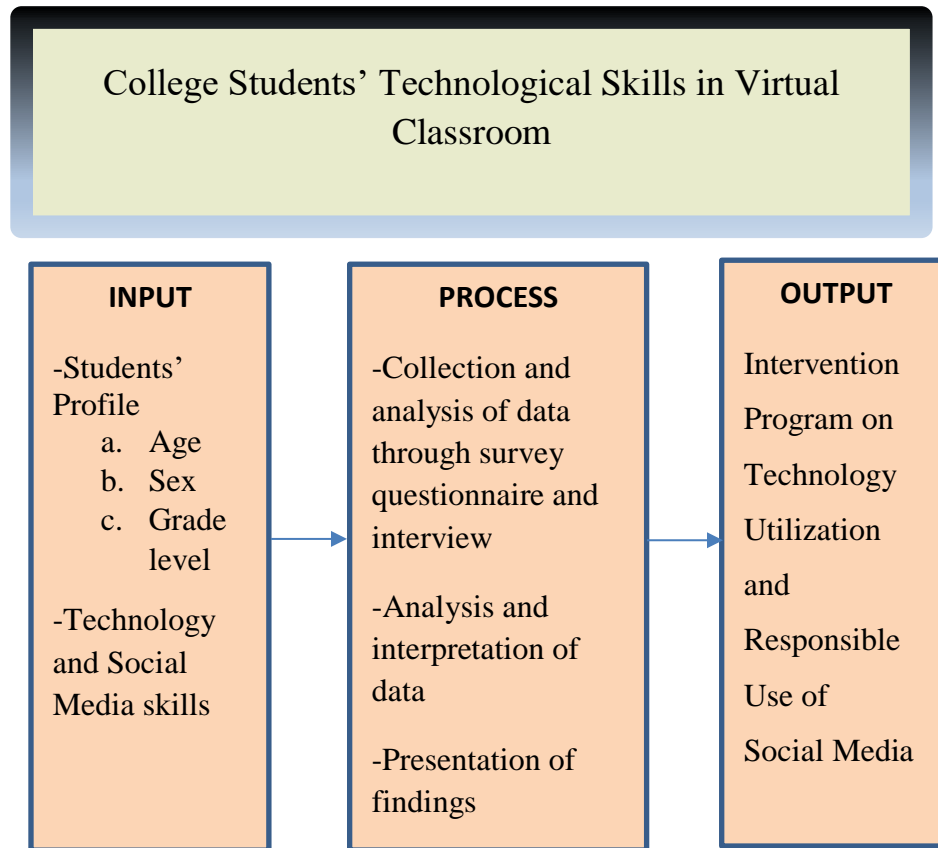 College Students’ Technological Skills in Virtual
Classroom
INPUT
-Students’
Profile
a. Age
b. Sex
c. Grade
level
-Technology
and Social
Media skills
PROCESS
-Collection and
analysis of data
through survey
questionnaire and
interview
-Analysis and
interpretation of
data
-Presentation of
findings
OUTPUT
Intervention
Program on
Technology
Utilization
and
Responsible
Use of
Social Media